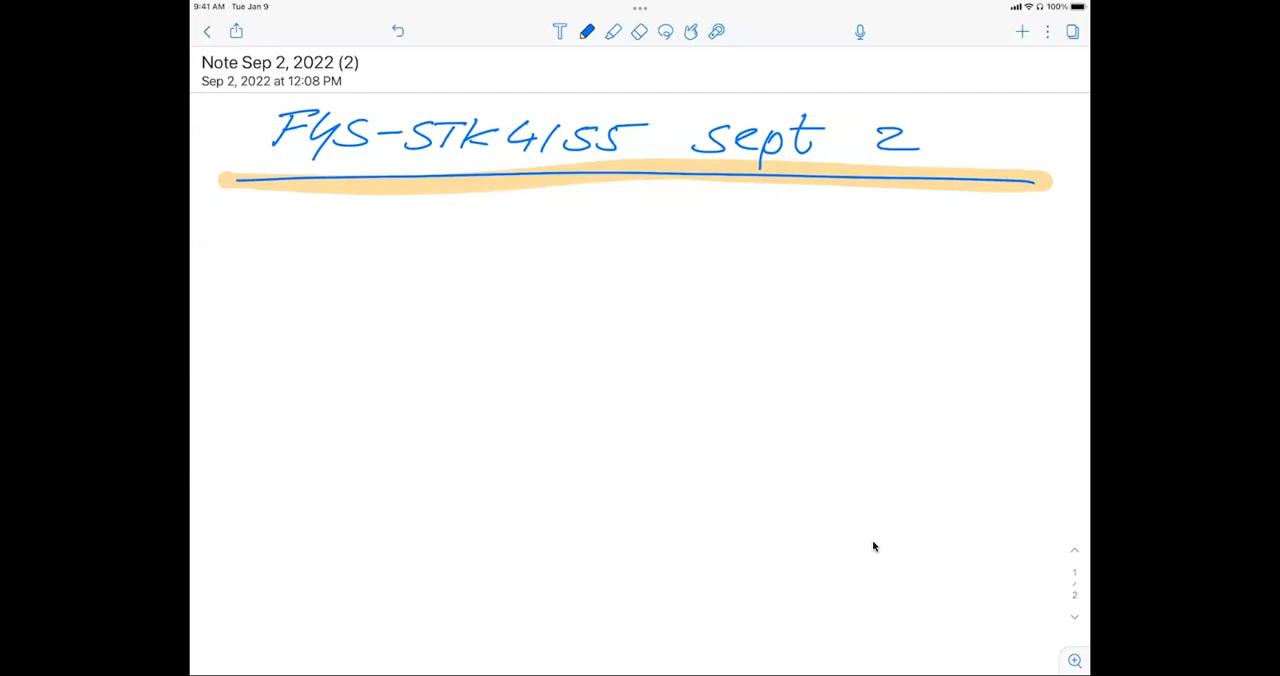 9:41 AM Tue Jan 9 100%
Note Sep 2, 2022 (2)
Sep 2, 2022 at 12:08 PM
FYS-STK4155 sept 2
1
2